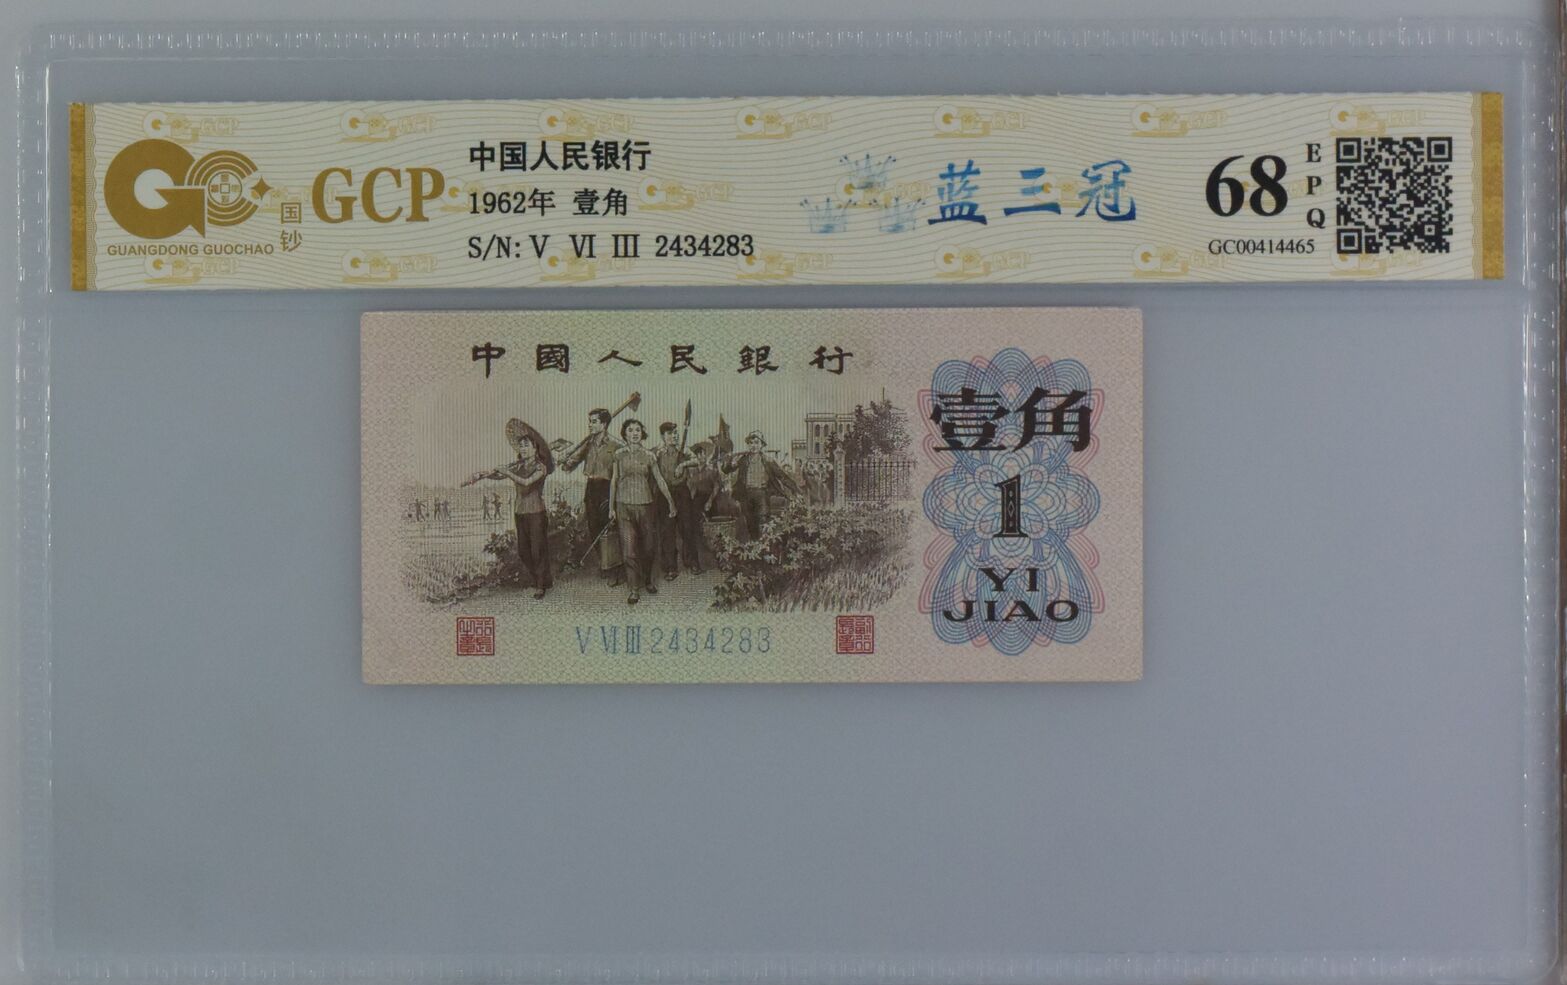 中国人民银行
GCP
1962年 壹角
蓝三冠
68
E
P
Q
国钞
GUANGDONG GUOCHAO
S/N: V VI III 2434283
GC00414465
中國人民銀行
壹角
1
YI
JIAO
V VI III 2434283